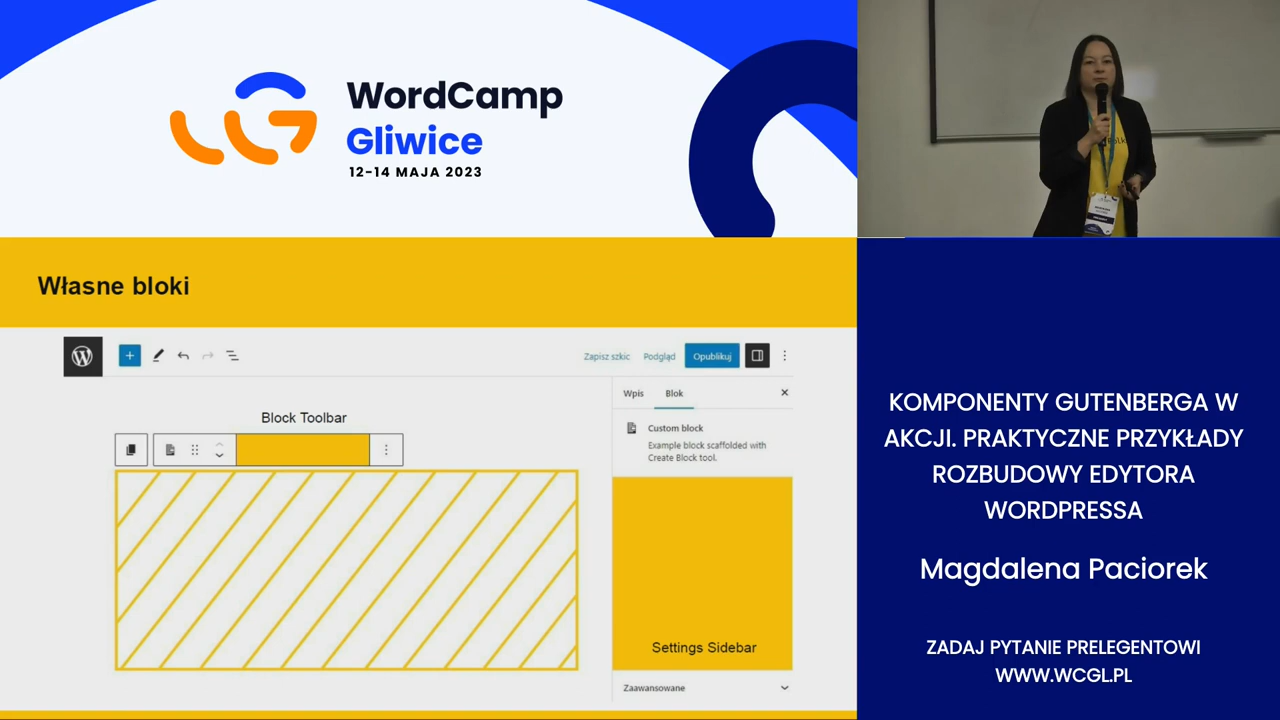 WordCamp
Gliwice
12-14 MAJA 2023
Własne bloki
Zapisz szkic
Podgląd
Opublikuj
Wpis
Blok
Block Toolbar
Custom block
Example block scaffolded with
Create Block tool.
Settings Sidebar
Zaawansowane
KOMPONENTY GUTENBERGA W
AKCJI. PRAKTYCZNE PRZYKŁADY
ROZBUDOWY EDYTORA
WORDPRESSA
Magdalena Paciorek
ZADAJ PYTANIE PRELEGENTOWI
WWW.WCGL.PL